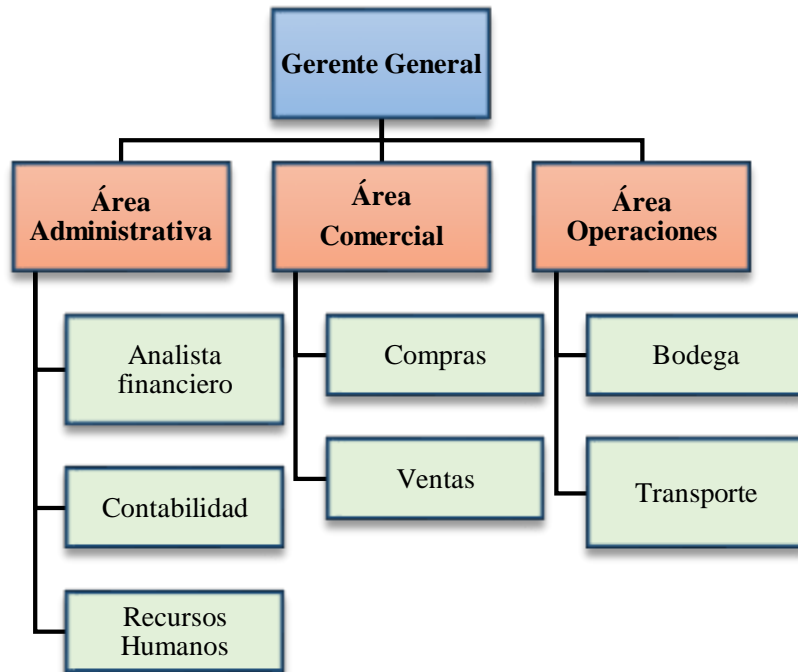 Gerente General
Área
Administrativa
Área
Comercial
Área
Operaciones
Analista
financiero
Contabilidad
Recursos
Humanos
Compras
Ventas
Bodega
Transporte